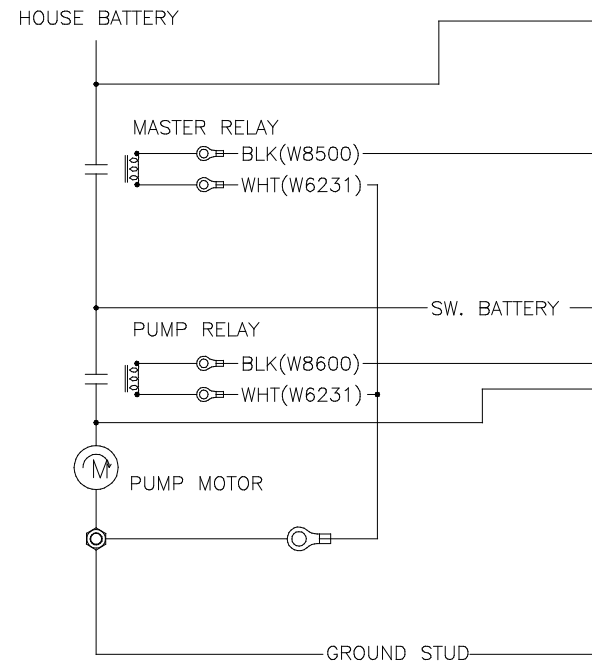 HOUSE BATTERY
MASTER RELAY
BLK(W8500)
WHT(W6231)
SW. BATTERY
PUMP RELAY
BLK(W8600)
WHT(W6231)
M
PUMP MOTOR
GROUND STUD